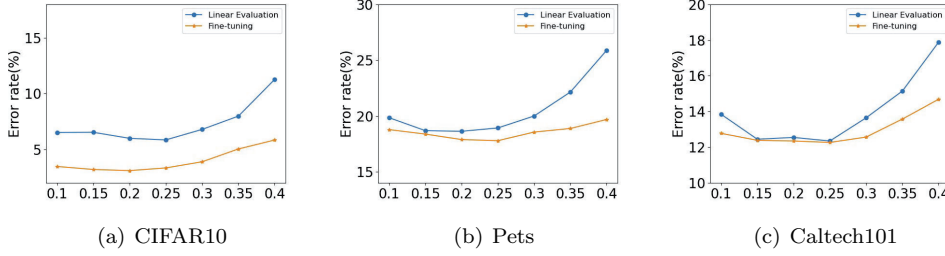 Linear Evaluation
Fine-tuning
Error rate(%)
15
10
5
0.1 0.15 0.2 0.25 0.3 0.35 0.4
(a) CIFAR10
Linear Evaluation
Fine-tuning
Error rate(%)
30
25
20
15
0.1 0.15 0.2 0.25 0.3 0.35 0.4
(b) Pets
Linear Evaluation
Fine-tuning
Error rate(%)
20
18
16
14
12
10
0.1 0.15 0.2 0.25 0.3 0.35 0.4
(c) Caltech101